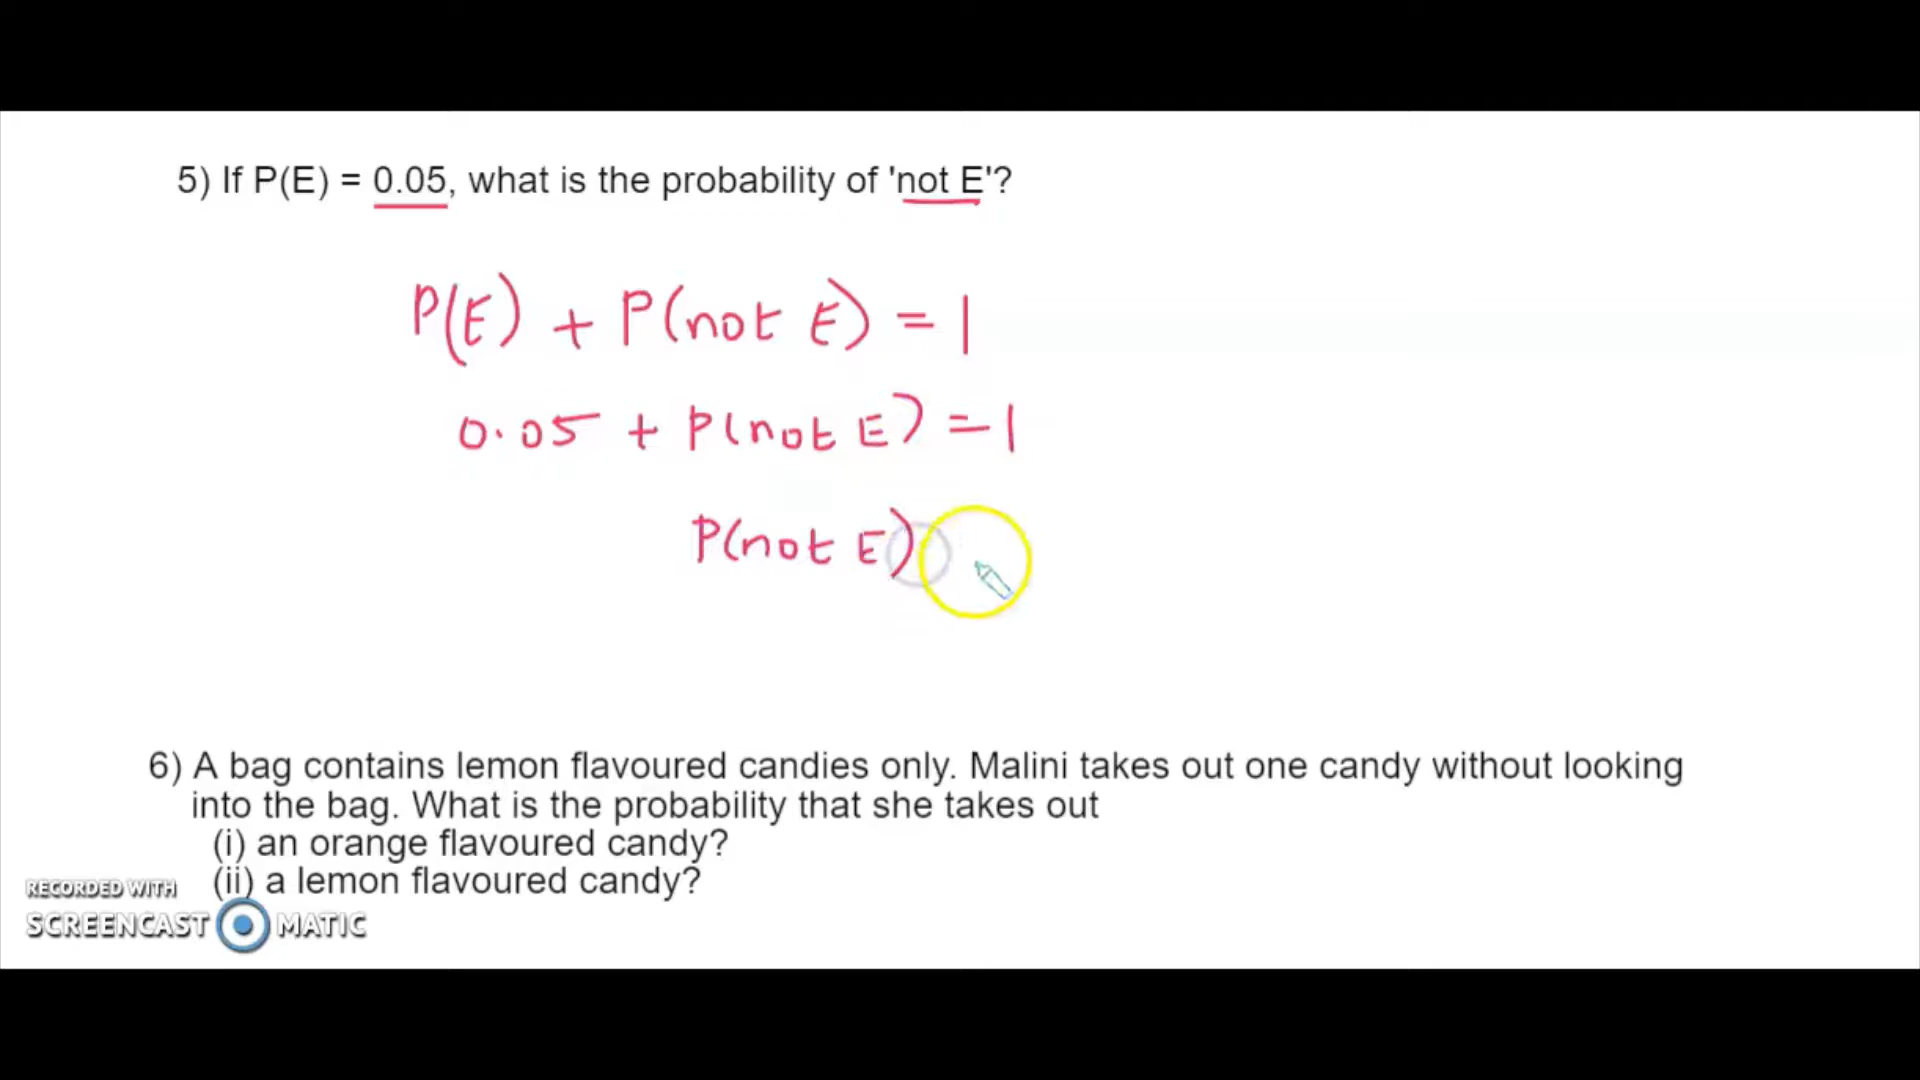 5) If P(E) = 0.05, what is the probability of 'not E'?
P(E) + P(not E) = 1
0.05 + P(not E) = 1
P(not E)
6) A bag contains lemon flavoured candies only. Malini takes out one candy without looking
into the bag. What is the probability that she takes out
(i) an orange flavoured candy?
(ii) a lemon flavoured candy?
RECORDED WITH
SCREENCAST MATIC